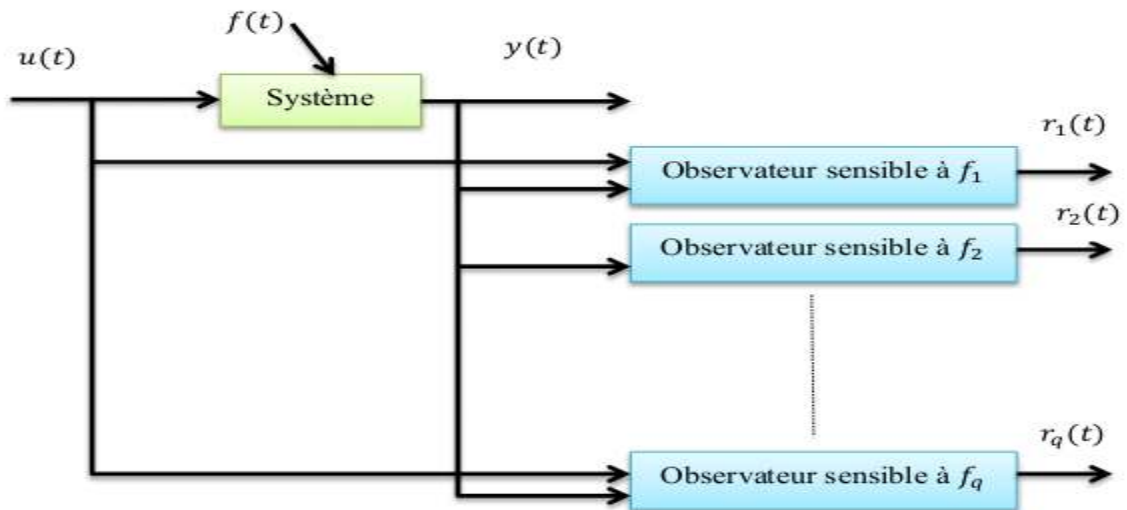 f(t)
u(t)
y(t)
Système
r₁(t)
Observateur sensible à f₁
r₂(t)
Observateur sensible à f₂
r_q(t)
Observateur sensible à f_q